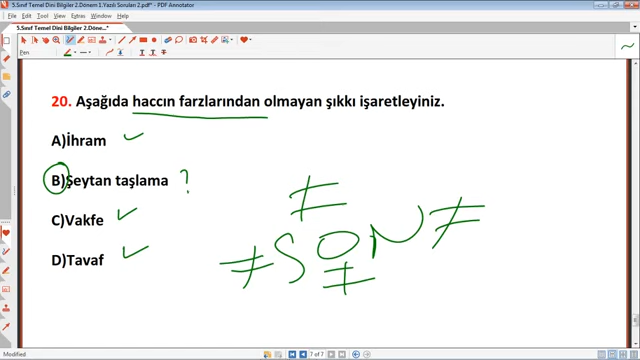 5.Sınıf Temel Dini Bilgiler 2.Dönem 1.Yazılı Soruları 2.pdf* - PDF Annotator
File Edit Tool View Extras Window Help
5.Sınıf Temel Dini Bilgiler 2.Döne...*
Pen
20. Aşağıda haccın farzlarından olmayan şıkkı işaretleyiniz.
A)İhram
B)Şeytan taşlama ?
C)Vakfe
D)Tavaf
SON
Modified
7 of 7